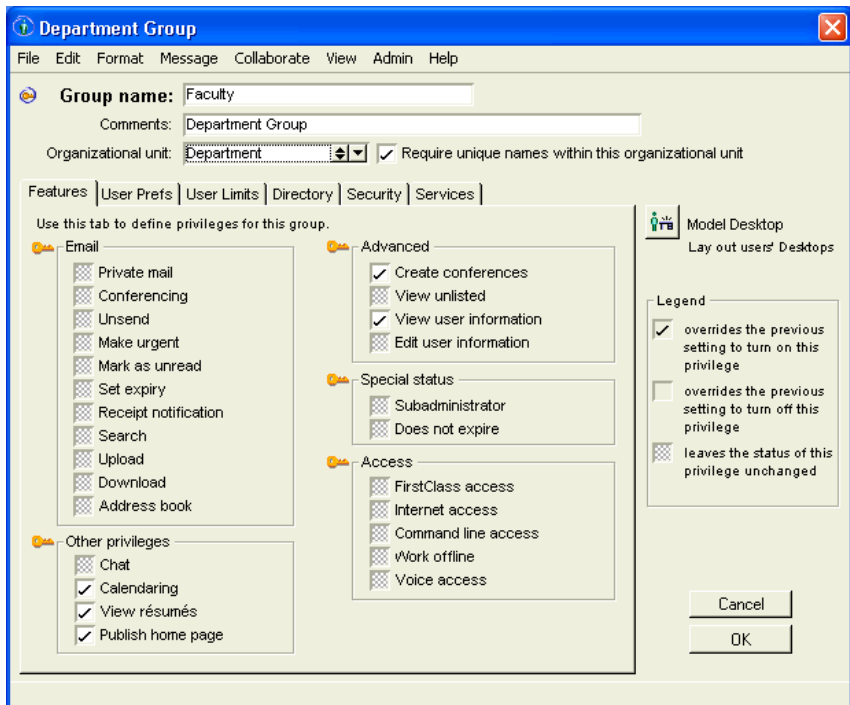 Department Group
File Edit Format Message Collaborate View Admin Help
Group name: Faculty
Comments: Department Group
Organizational unit: Department Require unique names within this organizational unit
Features User Prefs User Limits Directory Security Services
Use this tab to define privileges for this group.
Email
Private mail
Conferencing
Unsend
Make urgent
Mark as unread
Set expiry
Receipt notification
Search
Upload
Download
Address book
Other privileges
Chat
Calendaring
View résumés
Publish home page
Advanced
Create conferences
View unlisted
View user information
Edit user information
Special status
Subadministrator
Does not expire
Access
FirstClass access
Internet access
Command line access
Work offline
Voice access
Model Desktop
Lay out users' Desktops
Legend
overrides the previous
setting to turn on this
privilege
overrides the previous
setting to turn off this
privilege
leaves the status of this
privilege unchanged
Cancel
OK